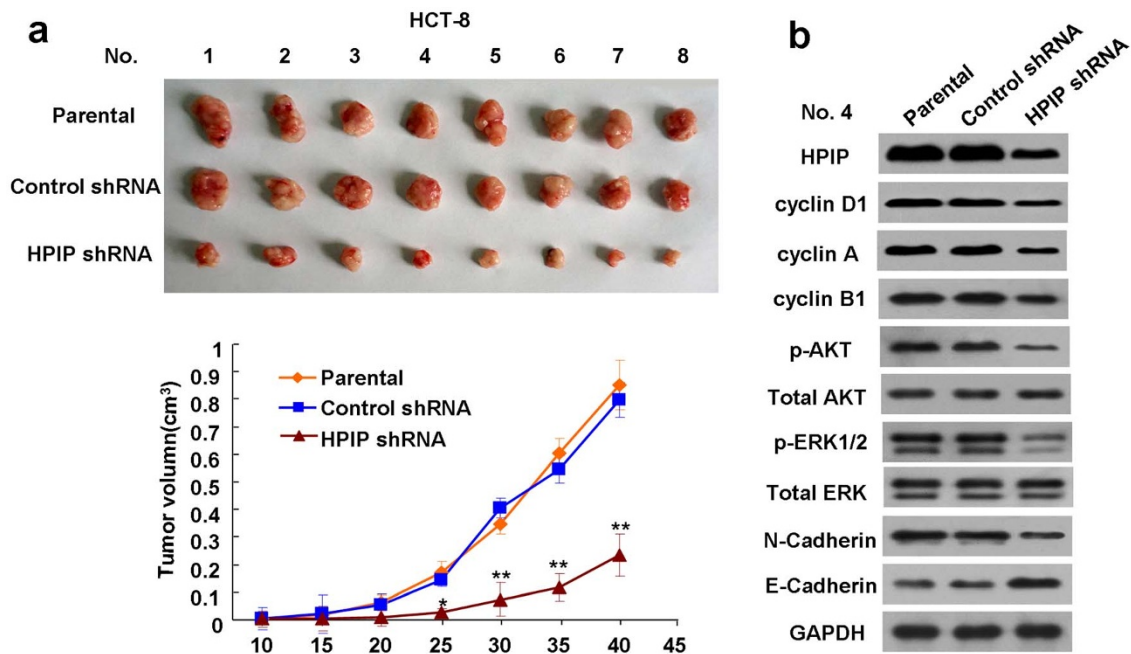 a
HCT-8
No. 1 2 3 4 5 6 7 8
Parental
Control shRNA
HPIP shRNA
Tumor volumn(cm³)
1
0.9
0.8
0.7
0.6
0.5
0.4
0.3
0.2
0.1
0
Parental
Control shRNA
HPIP shRNA
* ** ** **
10 15 20 25 30 35 40 45
b
No. 4 Parental Control shRNA HPIP shRNA
HPIP
cyclin D1
cyclin A
cyclin B1
p-AKT
Total AKT
p-ERK1/2
Total ERK
N-Cadherin
E-Cadherin
GAPDH